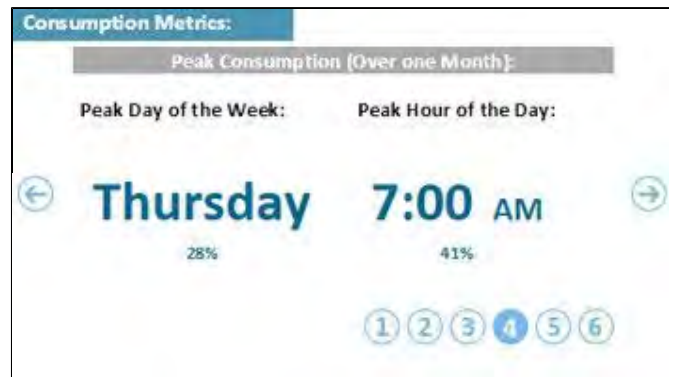 Consumption Metrics:
Peak Consumption (Over one Month):
Peak Day of the Week: Peak Hour of the Day:
Thursday 7:00 AM
28% 41%
1 2 3 4 5 6